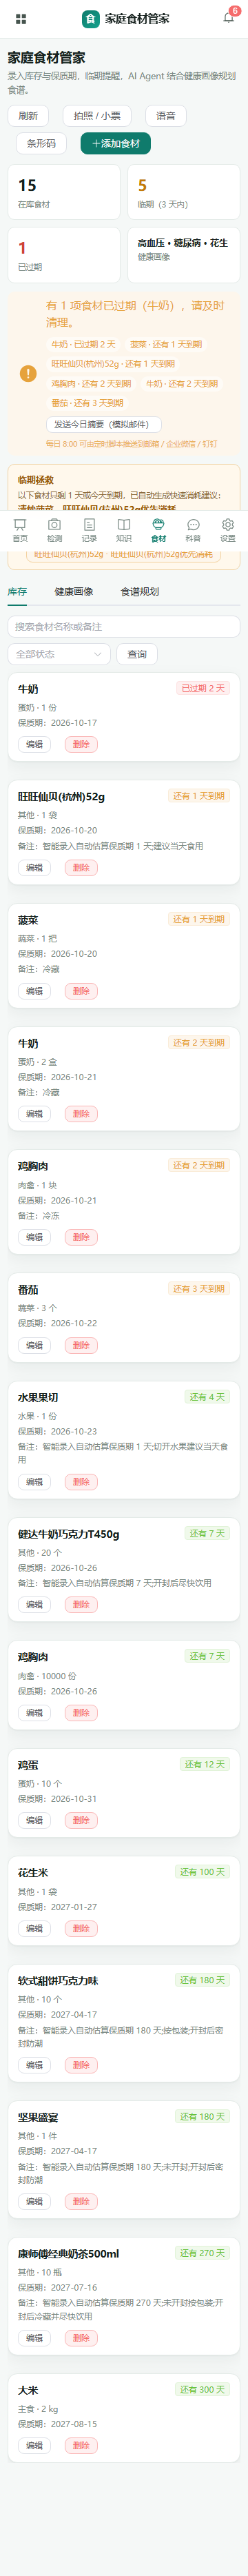 食 家庭食材管家
6
家庭食材管家
录入库存与保质期，临期提醒，AI Agent 结合健康画像规划
食谱。
刷新
拍照 / 小票
语音
条形码
＋添加食材
15
在库食材
5
临期（3 天内）
1
已过期
高血压 · 糖尿病 · 花生
健康画像
有 1 项食材已过期（牛奶），请及时
清理。
牛奶 · 已过期 2 天
菠菜 · 还有 1 天到期
旺旺仙贝(杭州)52g · 还有 1 天到期
鸡胸肉 · 还有 2 天到期
牛奶 · 还有 2 天到期
番茄 · 还有 3 天到期
发送今日摘要（模拟邮件）
每日 8:00 可由定时脚本推送到邮箱 / 企业微信 / 钉钉
临期拯救
以下食材只剩 1 天或今天到期，已自动生成快速消耗建议：
首页
检测
记录
知识
食材
科普
设置
旺旺仙贝(杭州)52g · 旺旺仙贝(杭州)52g优先消耗
库存
健康画像
食谱规划
搜索食材名称或备注
全部状态
查询
牛奶
已过期 2 天
蛋奶 · 1 份
保质期：2026-10-17
编辑
删除
旺旺仙贝(杭州)52g
还有 1 天到期
其他 · 1 袋
保质期：2026-10-20
备注：智能录入自动估算保质期 1 天;建议当天食用
编辑
删除
菠菜
还有 1 天到期
蔬菜 · 1 把
保质期：2026-10-20
备注：冷藏
编辑
删除
牛奶
还有 2 天到期
蛋奶 · 2 盒
保质期：2026-10-21
备注：冷藏
编辑
删除
鸡胸肉
还有 2 天到期
肉禽 · 1 块
保质期：2026-10-21
备注：冷冻
编辑
删除
番茄
还有 3 天到期
蔬菜 · 3 个
保质期：2026-10-22
编辑
删除
水果果切
还有 4 天
水果 · 1 份
保质期：2026-10-23
备注：智能录入自动估算保质期 1 天;切开水果建议当天食
用
编辑
删除
健达牛奶巧克力T450g
还有 7 天
其他 · 20 个
保质期：2026-10-26
备注：智能录入自动估算保质期 7 天;开封后尽快饮用
编辑
删除
鸡胸肉
还有 7 天
肉禽 · 10000 份
保质期：2026-10-26
编辑
删除
鸡蛋
还有 12 天
蛋奶 · 10 个
保质期：2026-10-31
编辑
删除
花生米
还有 100 天
其他 · 1 袋
保质期：2027-01-27
编辑
删除
软式甜饼巧克力味
还有 180 天
其他 · 10 个
保质期：2027-04-17
备注：智能录入自动估算保质期 180 天;按包装;开封后密
封防潮
编辑
删除
坚果盛宴
还有 180 天
其他 · 1 件
保质期：2027-04-17
备注：智能录入自动估算保质期 180 天;未开封;开封后密
封防潮
编辑
删除
康师傅经典奶茶500ml
还有 270 天
其他 · 10 瓶
保质期：2027-07-16
备注：智能录入自动估算保质期 270 天;未开封按包装;开
封后冷藏并尽快饮用
编辑
删除
大米
还有 300 天
主食 · 2 kg
保质期：2027-08-15
编辑
删除